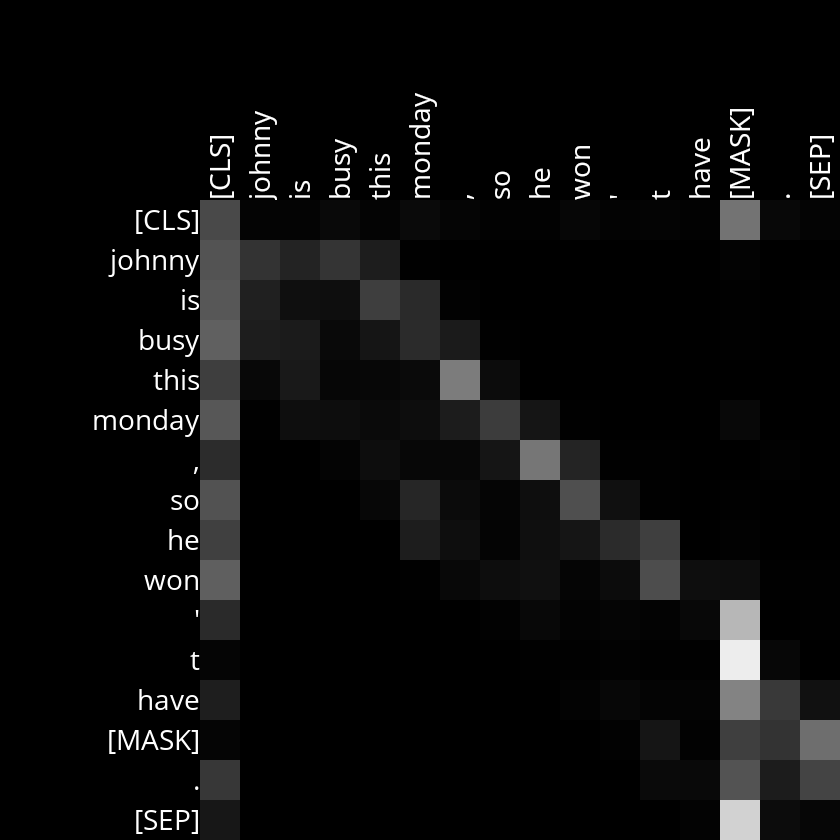 [CLS] johnny is busy this monday , so he won ' t have [MASK] . [SEP]
[CLS]
johnny
is
busy
this
monday
,
so
he
won
'
t
have
[MASK]
.
[SEP]